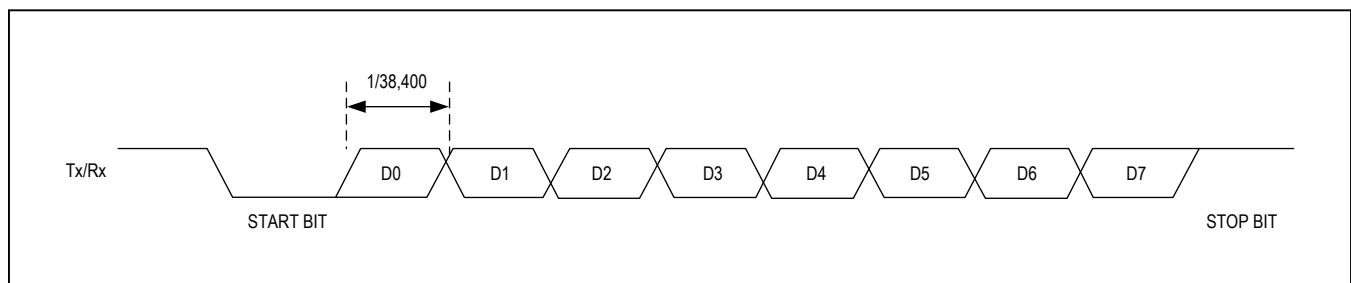 1/38,400
Tx/Rx
D0 D1 D2 D3 D4 D5 D6 D7
START BIT STOP BIT